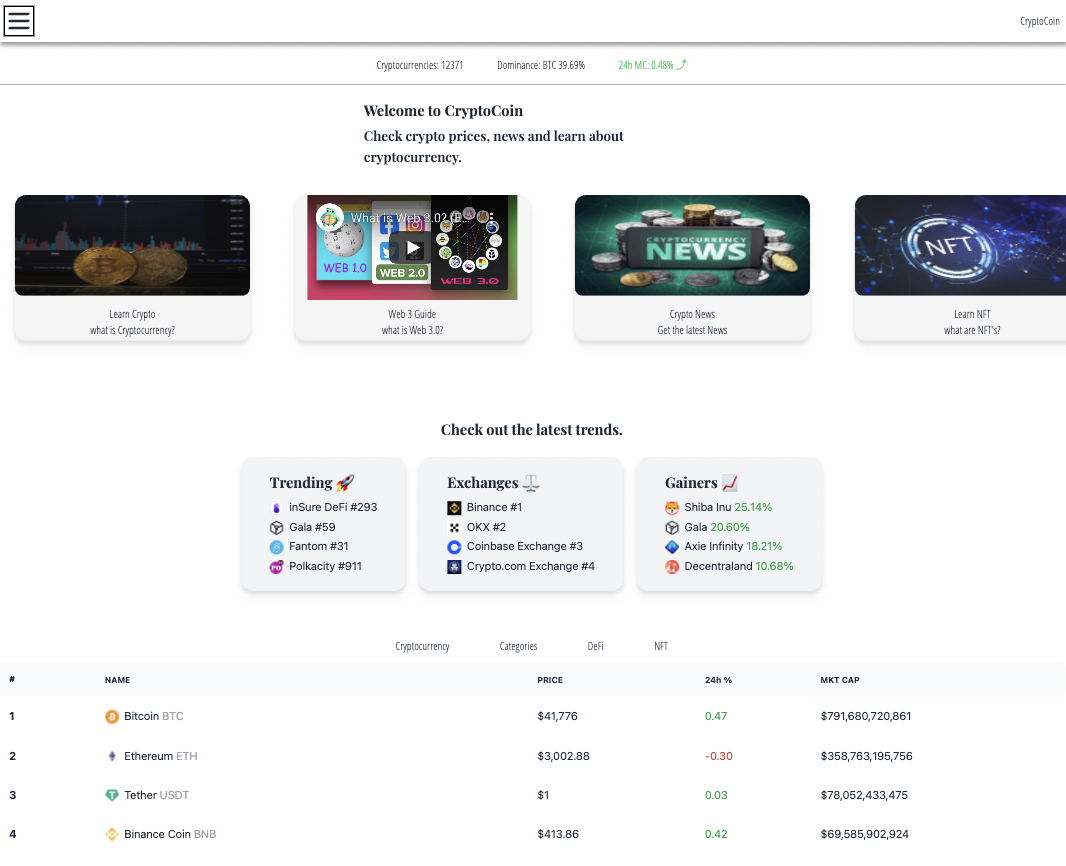 CryptoCoin
Cryptocurrencies: 12371 Dominance: BTC 39.69% 24h MC: 0.48%
Welcome to CryptoCoin
Check crypto prices, news and learn about
cryptocurrency.
What is Web 3.0? (E...
WEB 1.0
WEB 2.0
WEB 3.0
CRYPTOCURRENCY
NEWS
NFT
Learn Crypto
what is Cryptocurrency?
Web 3 Guide
what is Web 3.0?
Crypto News
Get the latest News
Learn NFT
what are NFT's?
Check out the latest trends.
Trending 🚀
inSure DeFi #293
Gala #59
Fantom #31
Polkacity #911
Exchanges ⚖️
Binance #1
OKX #2
Coinbase Exchange #3
Crypto.com Exchange #4
Gainers 📈
Shiba Inu 25.14%
Gala 20.60%
Axie Infinity 18.21%
Decentraland 10.68%
Cryptocurrency Categories DeFi NFT
# NAME PRICE 24h % MKT CAP
1 Bitcoin BTC $41,776 0.47 $791,680,720,861
2 Ethereum ETH $3,002.88 -0.30 $358,763,195,756
3 Tether USDT $1 0.03 $78,052,433,475
4 Binance Coin BNB $413.86 0.42 $69,585,902,924